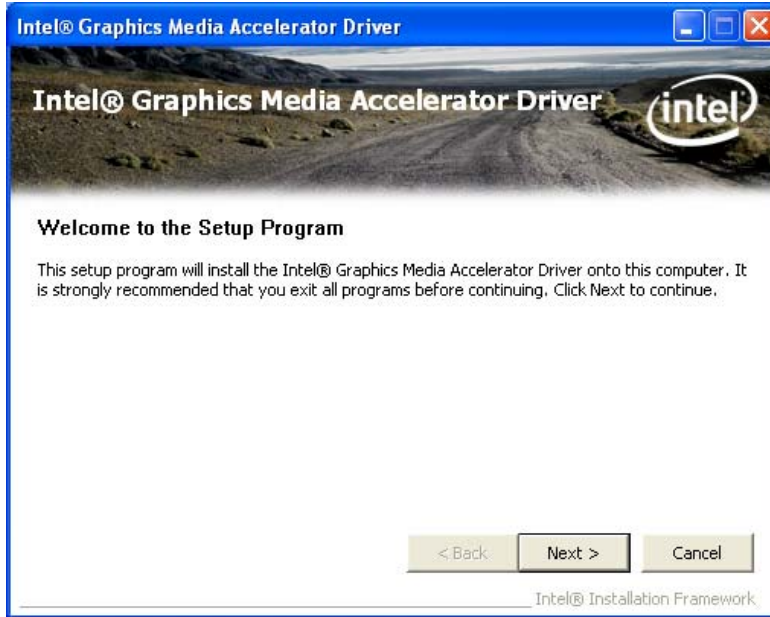 Intel® Graphics Media Accelerator Driver
Intel® Graphics Media Accelerator Driver
intel
Welcome to the Setup Program
This setup program will install the Intel® Graphics Media Accelerator Driver onto this computer. It
is strongly recommended that you exit all programs before continuing. Click Next to continue.
< Back Next > Cancel
Intel® Installation Framework